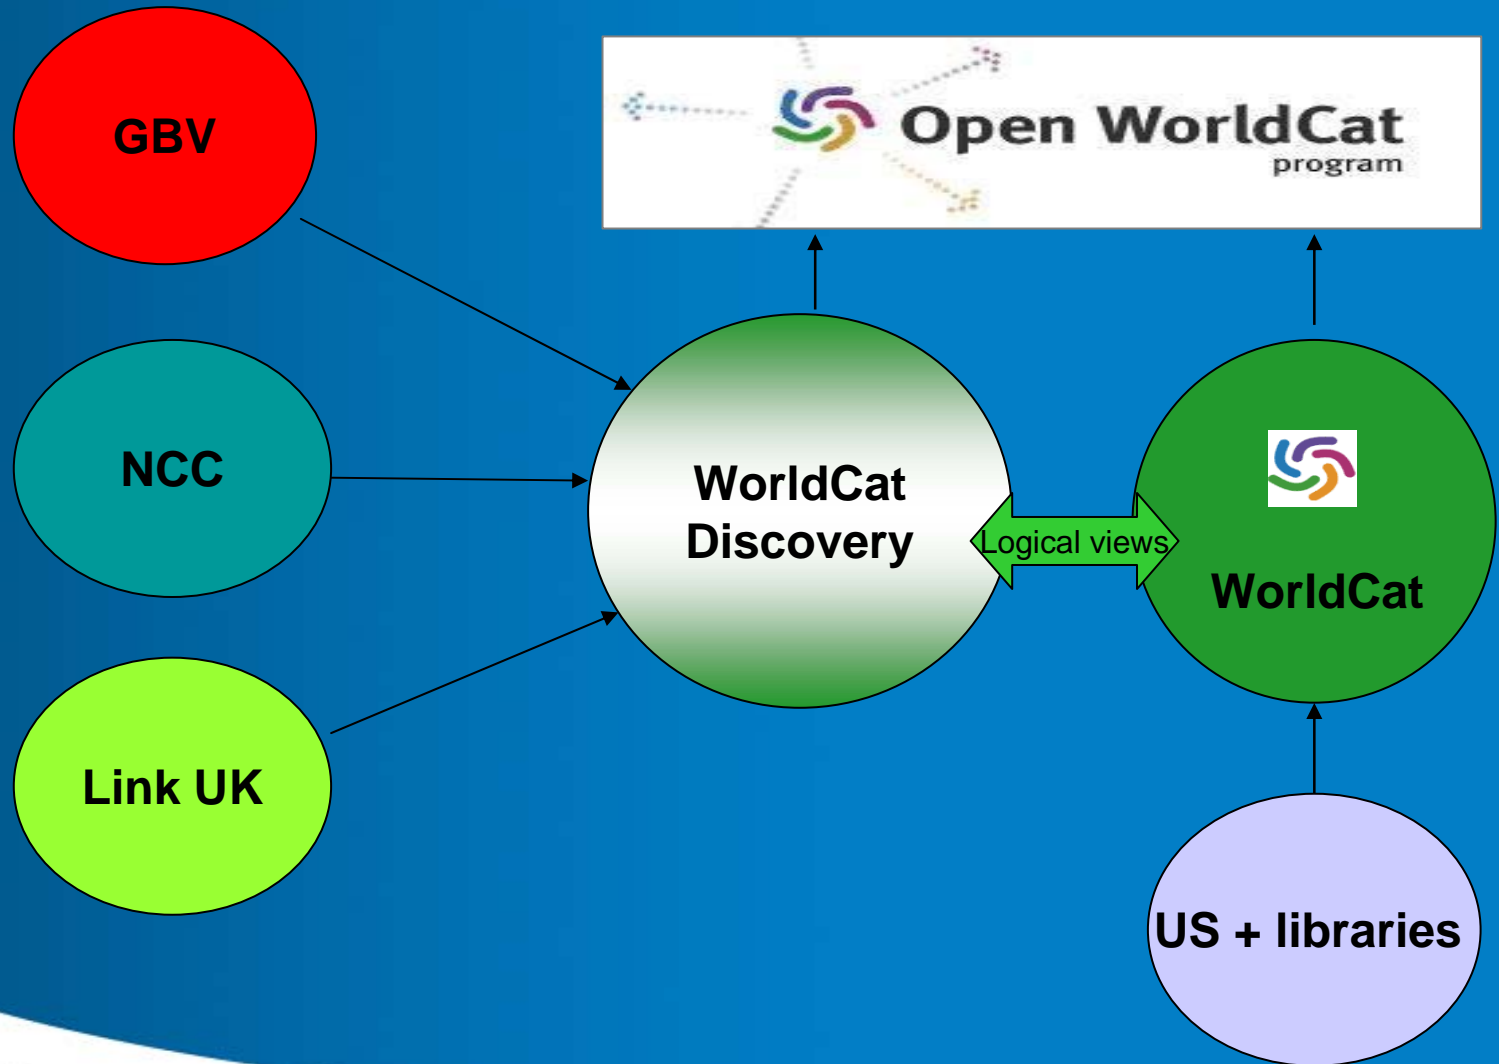 GBV
Open WorldCat
program
NCC
WorldCat
Discovery
Logical views
WorldCat
Link UK
US + libraries